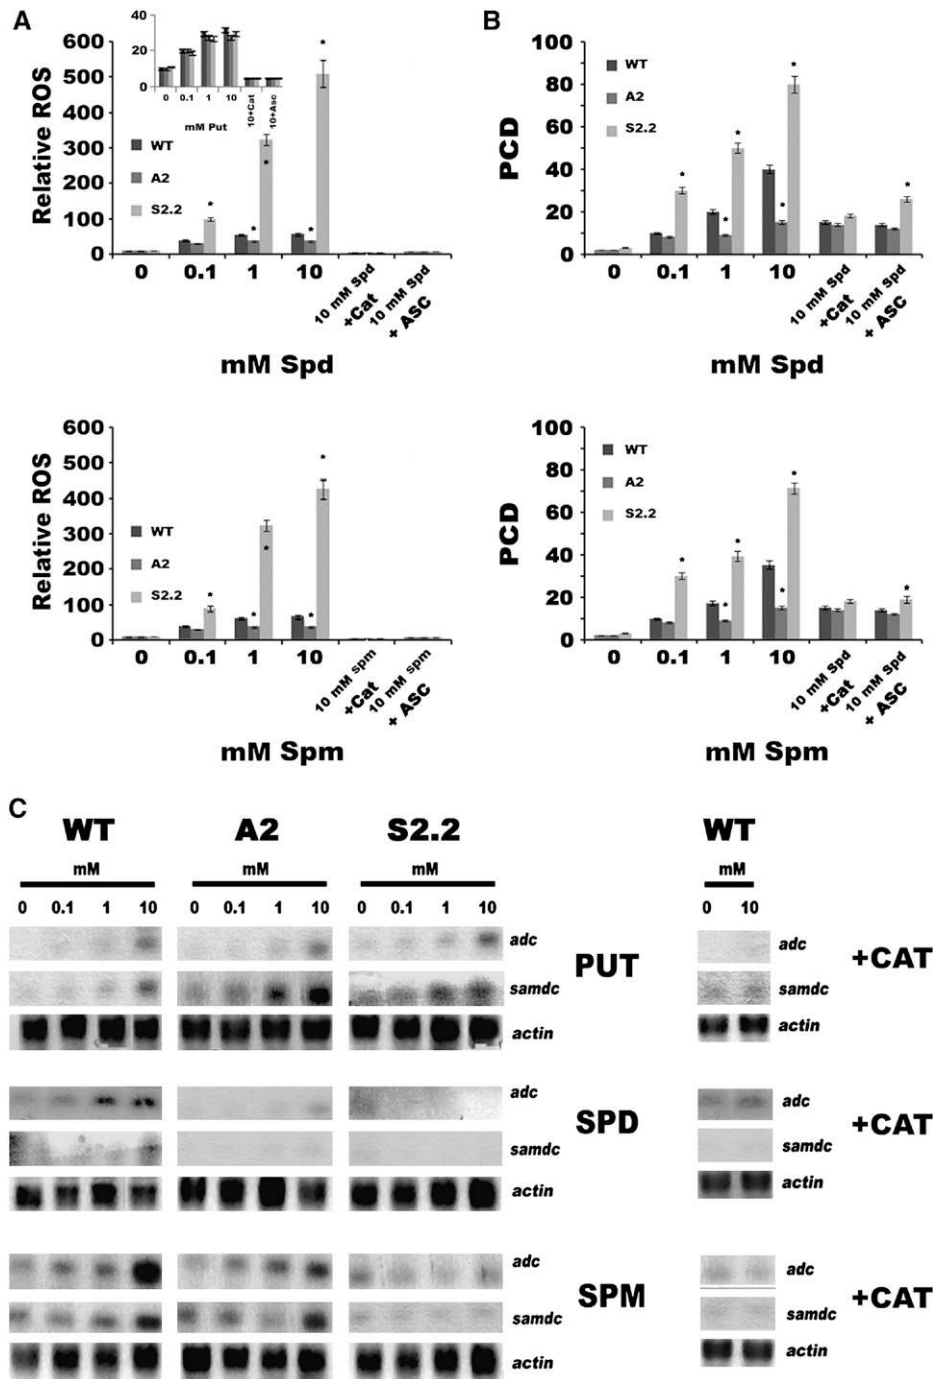 A
40
20
0
0 0.1 1 10 10+Cat 10+Asc
mM Put
600
500
400
300
200
100
0
Relative ROS
WT
A2
S2.2
* * * * *
0 0.1 1 10 10 mM Spd +Cat 10 mM Spd + ASC
mM Spd
B
100
80
60
40
20
0
PCD
WT
A2
S2.2
* * * * * *
0 0.1 1 10 10 mM Spd +Cat 10 mM Spd + ASC
mM Spd
600
500
400
300
200
100
0
Relative ROS
WT
A2
S2.2
* * * * *
0 0.1 1 10 10 mM spm +Cat 10 mM spm + ASC
mM Spm
100
80
60
40
20
0
PCD
WT
A2
S2.2
* * * * * *
0 0.1 1 10 10 mM Spd +Cat 10 mM Spd + ASC
mM Spm
C
WT A2 S2.2 WT
mM mM mM mM
0 0.1 1 10 0 0.1 1 10 0 0.1 1 10 0 10
adc adc
PUT +CAT
samdc samdc
actin actin
adc adc
SPD +CAT
samdc samdc
actin actin
adc adc
SPM +CAT
samdc samdc
actin actin